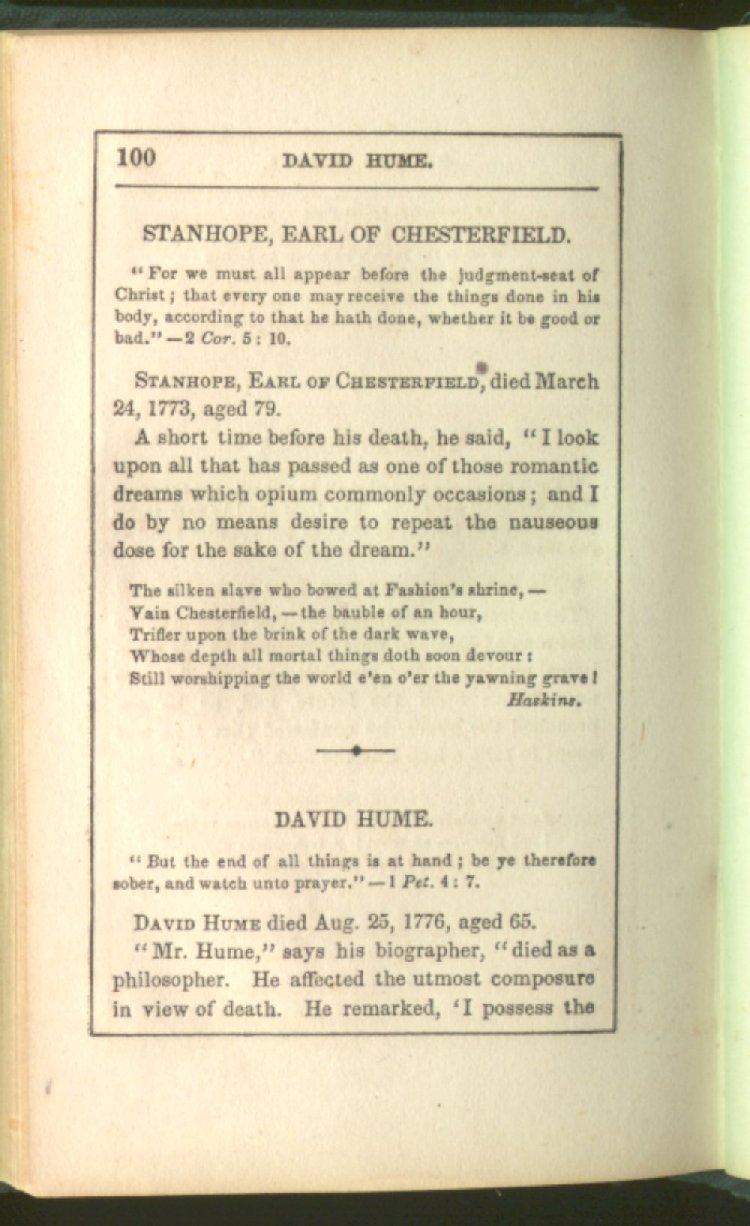 100 DAVID HUME.
STANHOPE, EARL OF CHESTERFIELD.
"For we must all appear before the judgment-seat of
Christ; that every one may receive the things done in his
body, according to that he hath done, whether it be good or
bad."—2 Cor. 5: 10.
STANHOPE, EARL OF CHESTERFIELD, died March
24, 1773, aged 79.
A short time before his death, he said, "I look
upon all that has passed as one of those romantic
dreams which opium commonly occasions; and I
do by no means desire to repeat the nauseous
dose for the sake of the dream."
The silken slave who bowed at Fashion's shrine,—
Vain Chesterfield,—the bauble of an hour,
Trifler upon the brink of the dark wave,
Whose depth all mortal things doth soon devour:
Still worshipping the world e'en o'er the yawning grave!
Haskins.
DAVID HUME.
"But the end of all things is at hand; be ye therefore
sober, and watch unto prayer."—1 Pet. 4: 7.
DAVID HUME died Aug. 25, 1776, aged 65.
"Mr. Hume," says his biographer, "died as a
philosopher. He affected the utmost composure
in view of death. He remarked, 'I possess the